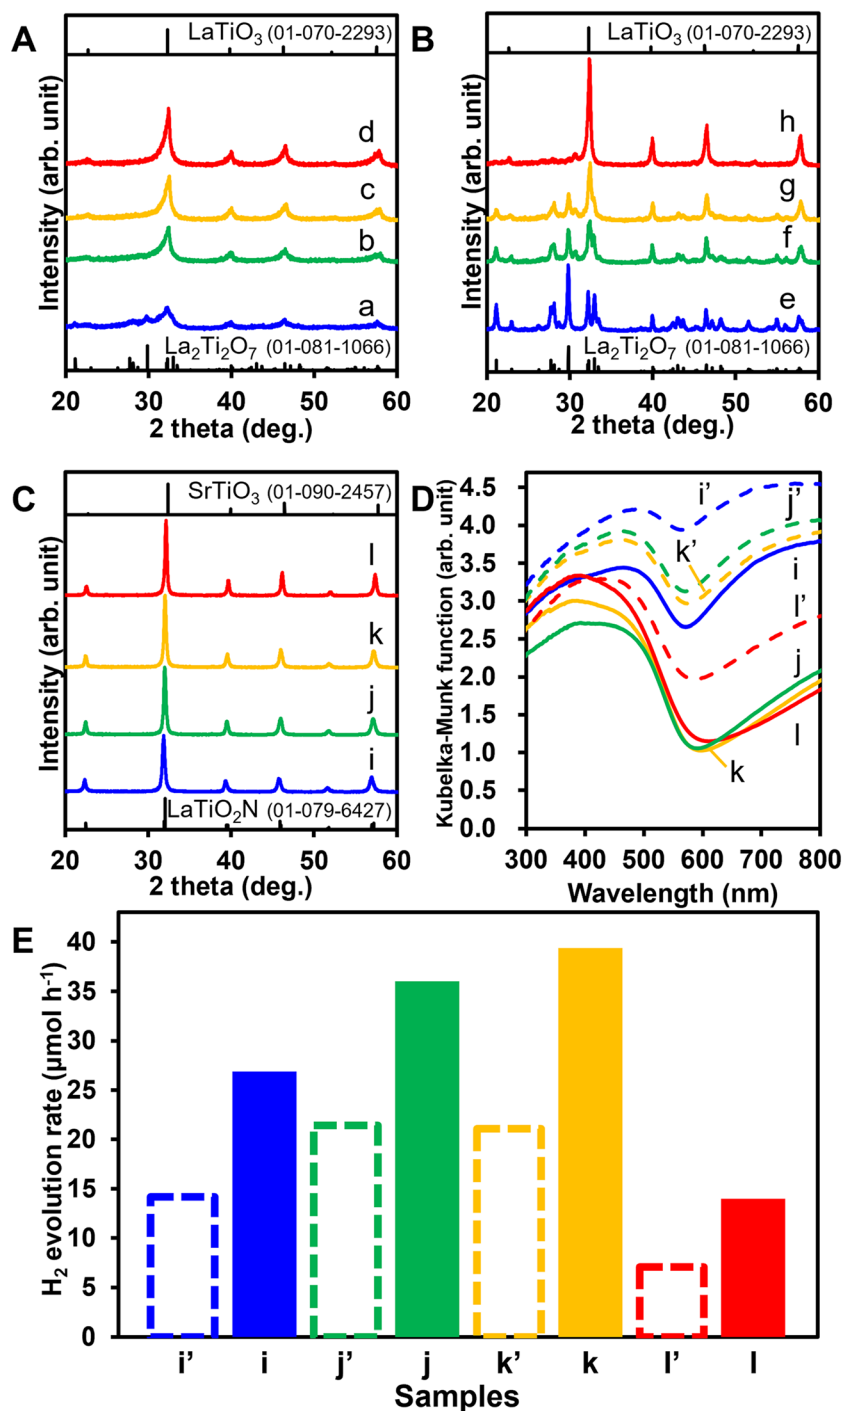 A
LaTiO3 (01-070-2293)
d
c
b
a
La2Ti2O7 (01-081-1066)
Intensity (arb. unit)
20 30 40 50 60
2 theta (deg.)
B
LaTiO3 (01-070-2293)
h
g
f
e
La2Ti2O7 (01-081-1066)
Intensity (arb. unit)
20 30 40 50 60
2 theta (deg.)
C
SrTiO3 (01-090-2457)
l
k
j
i
LaTiO2N (01-079-6427)
Intensity (arb. unit)
20 30 40 50 60
2 theta (deg.)
D
Kubelka-Munk function (arb. unit)
4.5
4.0
3.5
3.0
2.5
2.0
1.5
1.0
0.5
0.0
i’
j’
k’
i
l’
j
l
k
300 400 500 600 700 800
Wavelength (nm)
E
H2 evolution rate (μmol h-1)
40
35
30
25
20
15
10
5
0
i’ i j’ j k’ k l’ l
Samples